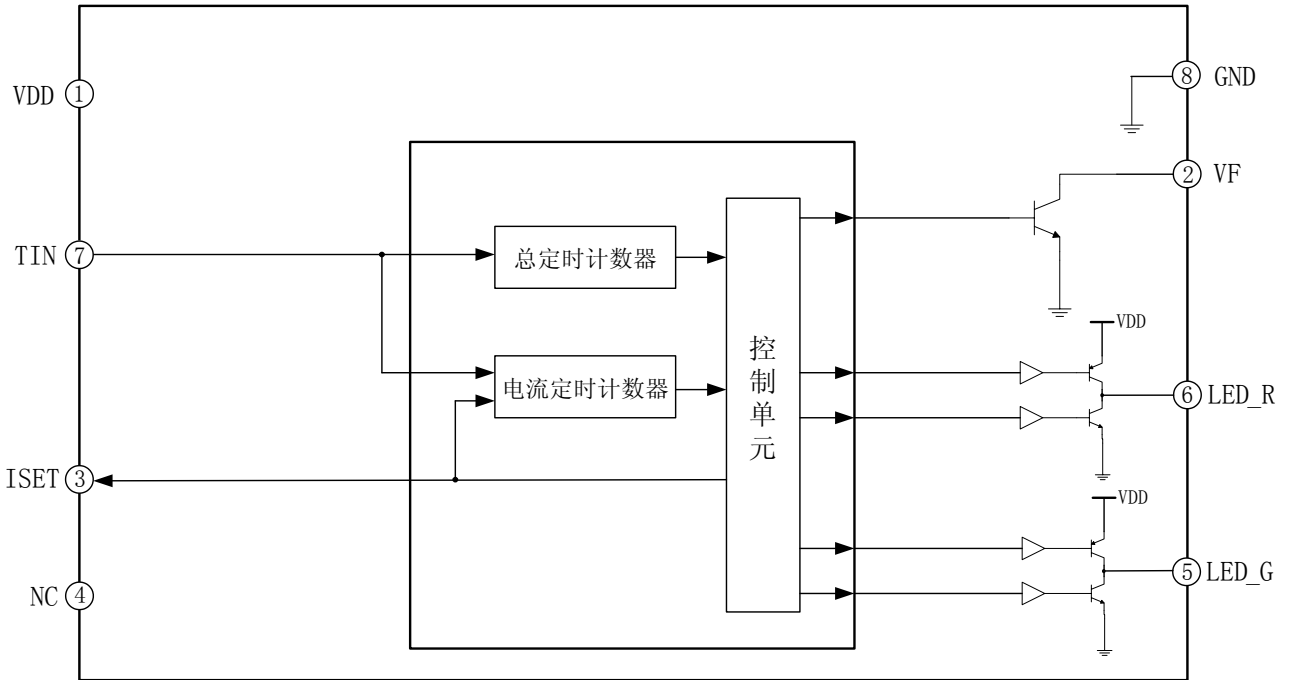 VDD 1
8 GND
2 VF
TIN 7
总定时计数器
VDD
电流定时计数器
控制单元
6 LED_R
ISET 3
VDD
5 LED_G
NC 4